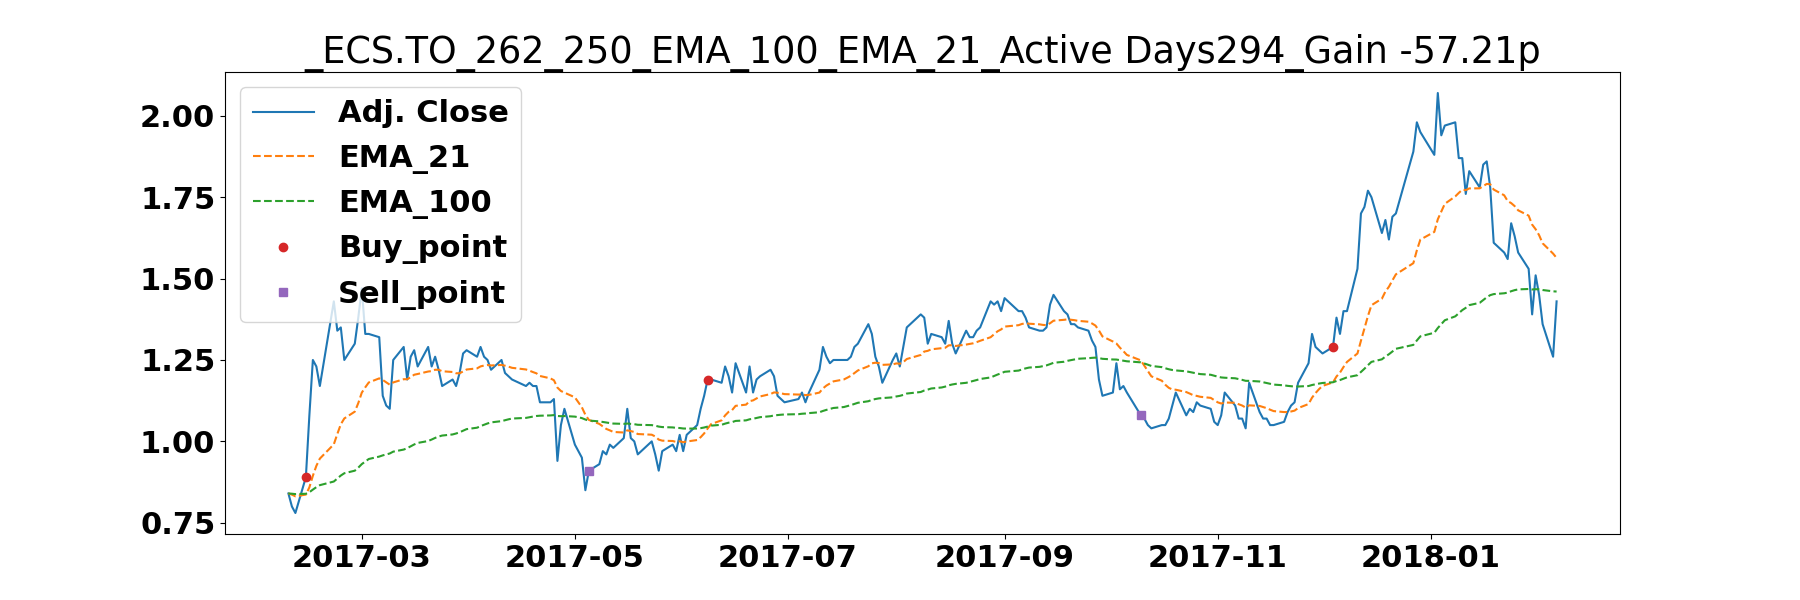 _ECS.TO_262_250_EMA_100_EMA_21_Active Days294_Gain -57.21p
2.00
1.75
1.50
1.25
1.00
0.75
Adj. Close
EMA_21
EMA_100
Buy_point
Sell_point
2017-03 2017-05 2017-07 2017-09 2017-11 2018-01